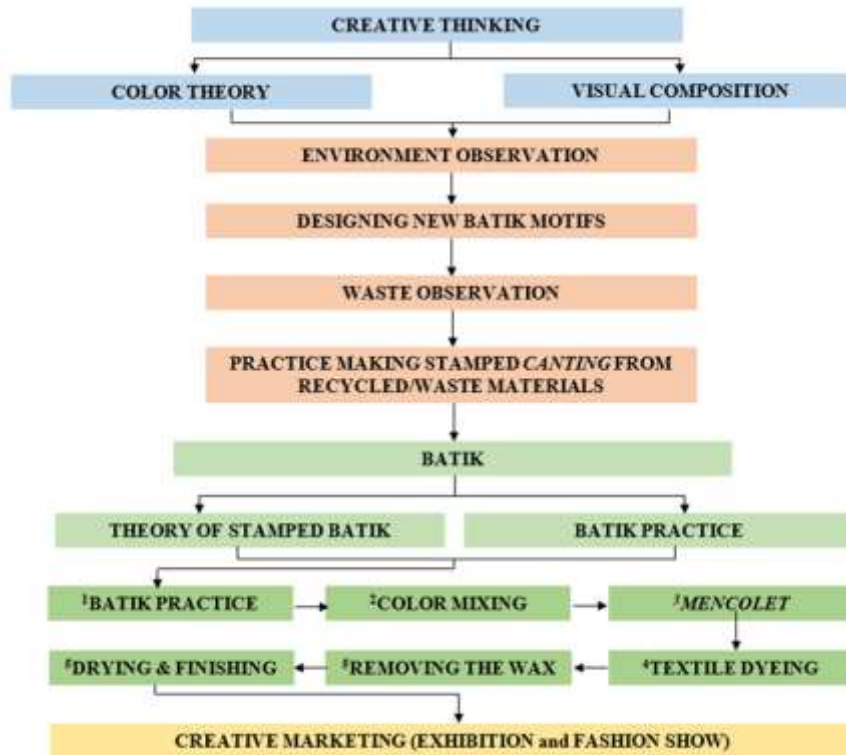 CREATIVE THINKING
COLOR THEORY
VISUAL COMPOSITION
ENVIRONMENT OBSERVATION
DESIGNING NEW BATIK MOTIFS
WASTE OBSERVATION
PRACTICE MAKING STAMPED CANTING FROM
RECYCLED/WASTE MATERIALS
BATIK
THEORY OF STAMPED BATIK
BATIK PRACTICE
¹BATIK PRACTICE
²COLOR MIXING
³MENCOLET
⁴TEXTILE DYEING
⁵REMOVING THE WAX
DRYING & FINISHING
CREATIVE MARKETING (EXHIBITION and FASHION SHOW)